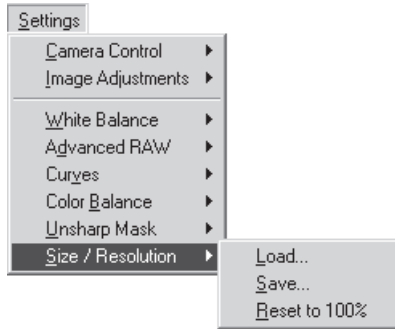 Settings
Camera Control
Image Adjustments
White Balance
Advanced RAW
Curves
Color Balance
Unsharp Mask
Size / Resolution
Load...
Save...
Reset to 100%